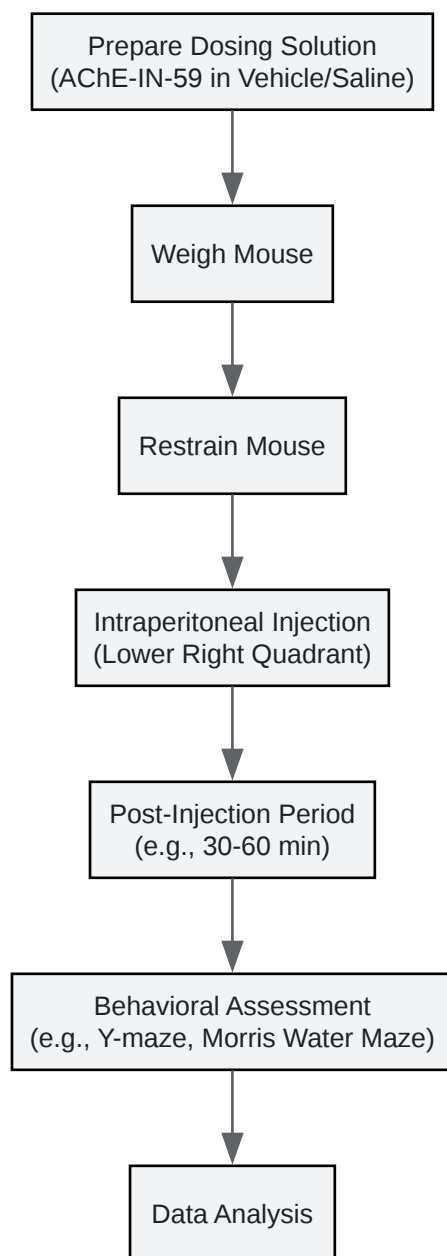 Prepare Dosing Solution
(AChE-IN-59 in Vehicle/Saline)
Weigh Mouse
Restrain Mouse
Intraperitoneal Injection
(Lower Right Quadrant)
Post-Injection Period
(e.g., 30-60 min)
Behavioral Assessment
(e.g., Y-maze, Morris Water Maze)
Data Analysis